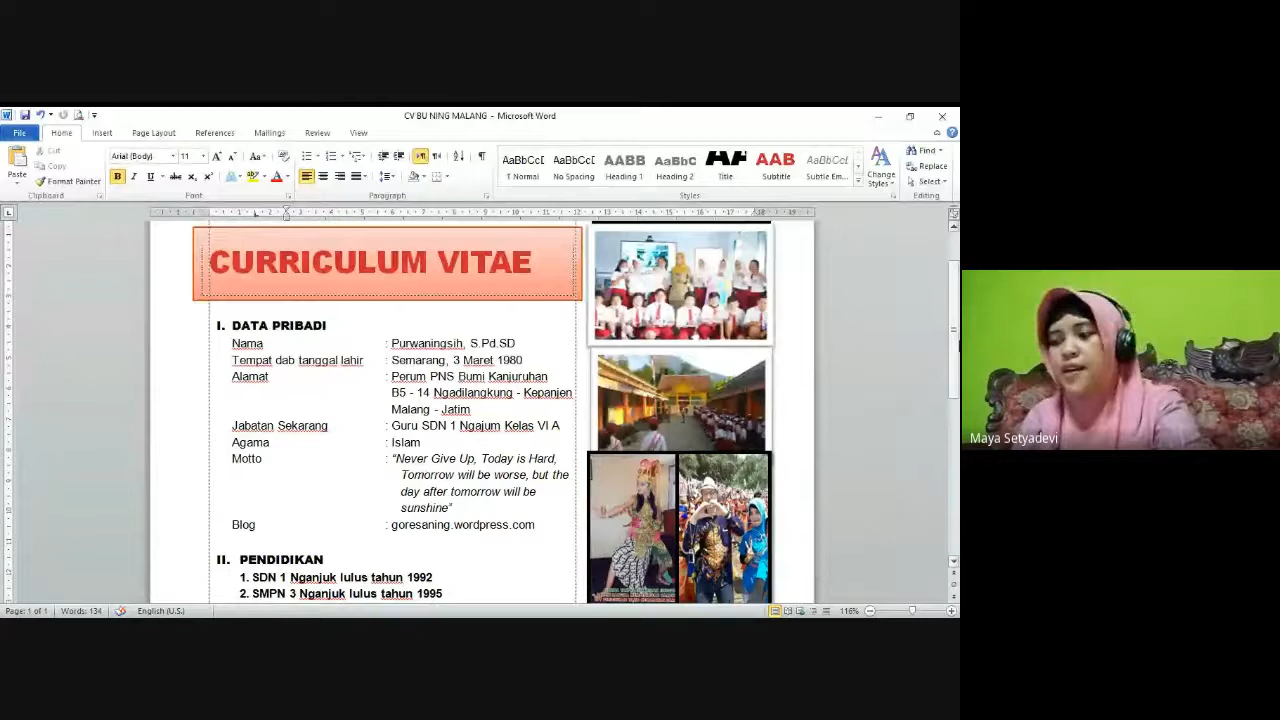 CV BU NING MALANG - Microsoft Word
File Home Insert Page Layout References Mailings Review View
Cut
Copy
Format Painter
Paste
Clipboard
Arial (Body) 11
Font
Paragraph
AaBbCcDd AaBbCcDd AABB AaBbC AAB AaBbCcDd
¶ Normal No Spacing Heading 1 Heading 2 Title Subtitle Subtle Em...
Change Styles
Styles
Find
Replace
Select
Editing
CURRICULUM VITAE
I. DATA PRIBADI
Nama : Purwaningsih, S.Pd.SD
Tempat dab tanggal lahir : Semarang, 3 Maret 1980
Alamat : Perum PNS Bumi Kanjuruhan
B5 - 14 Ngadilangkung - Kepanjen
Malang - Jatim
Jabatan Sekarang : Guru SDN 1 Ngajum Kelas VI A
Agama : Islam
Motto : "Never Give Up, Today is Hard,
Tomorrow will be worse, but the
day after tomorrow will be
sunshine"
Blog : goresaning.wordpress.com
II. PENDIDIKAN
1. SDN 1 Nganjuk lulus tahun 1992
2. SMPN 3 Nganjuk lulus tahun 1995
Page: 1 of 1 Words: 134 English (U.S.) 116%
Maya Setyadevi